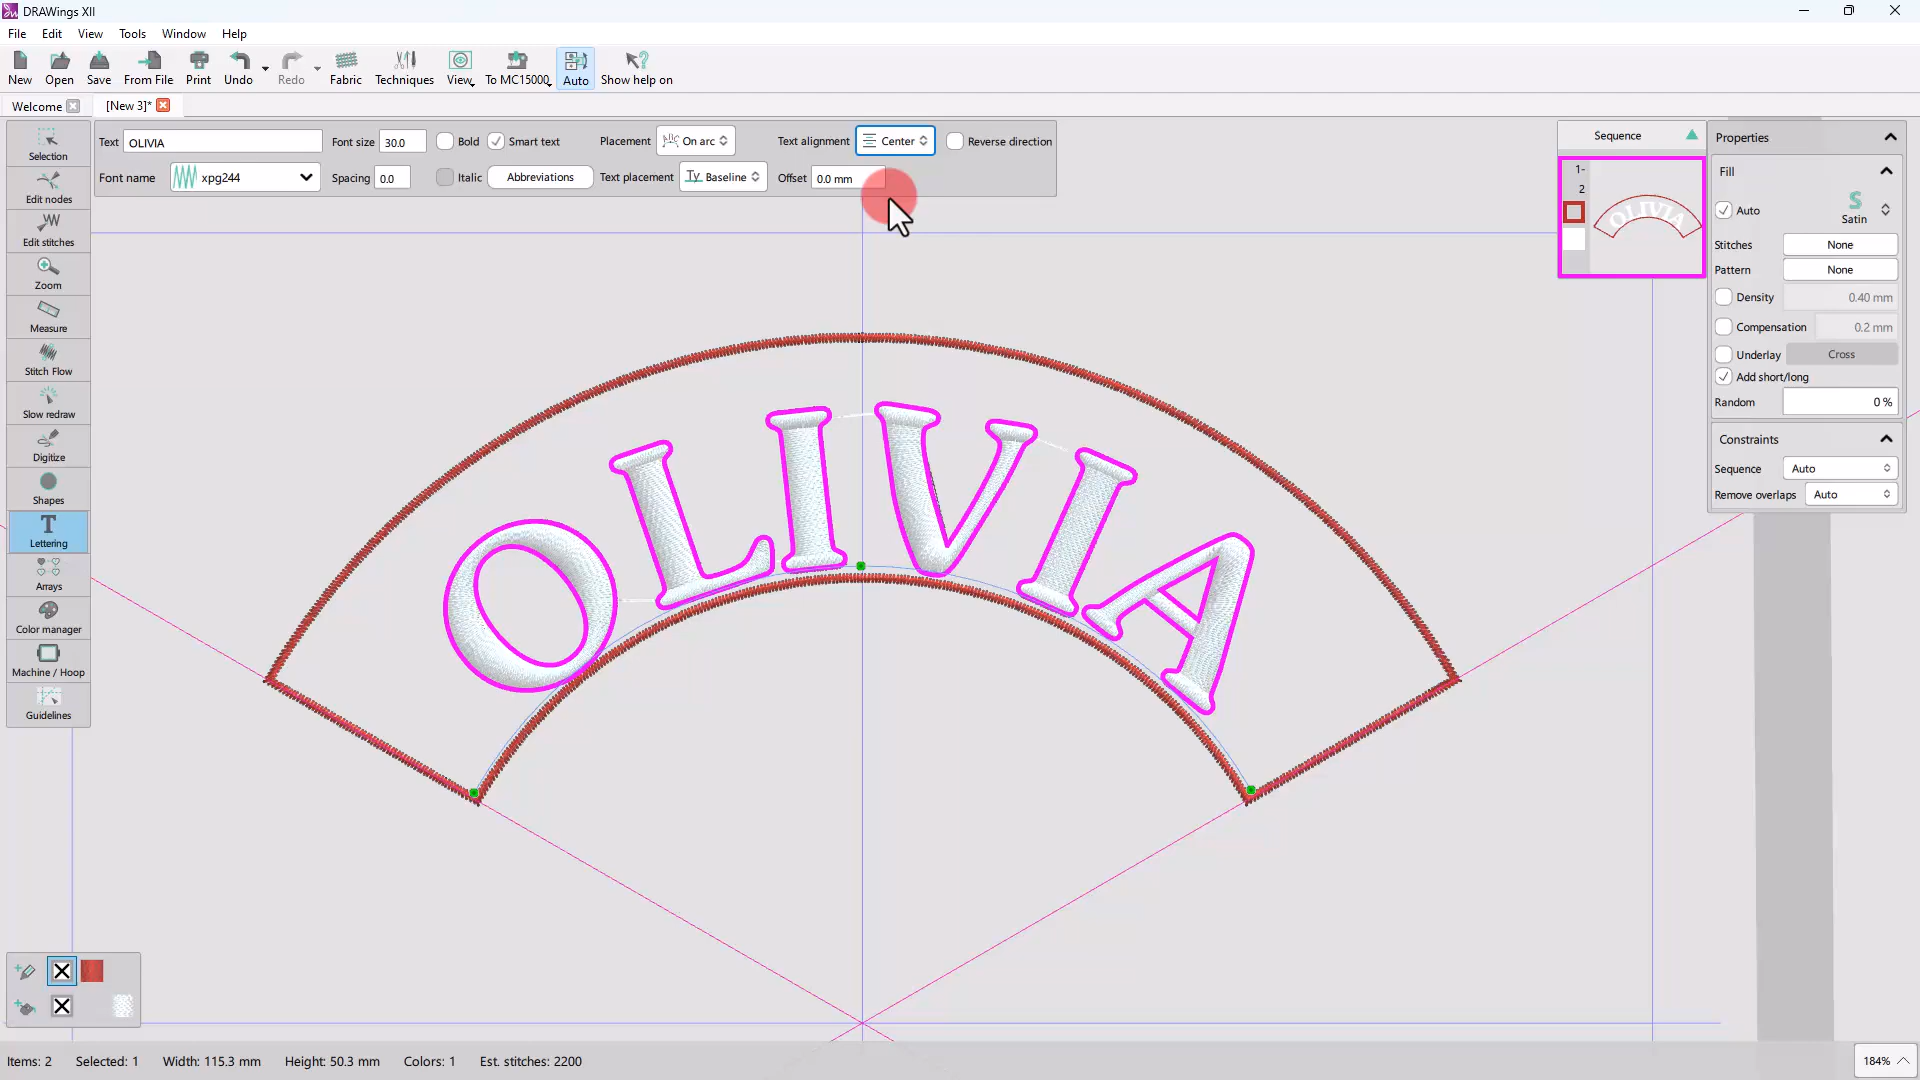 DRAWings XII
File Edit View Tools Window Help
New Open Save From File Print Undo Redo Fabric Techniques View To MC15000 Auto Show help on
Welcome [New 3]*
Text OLIVIA Font size 30.0 Bold Smart text Placement On arc Text alignment Center Reverse direction
Font name xpg244 Spacing 0.0 Italic Abbreviations Text placement Baseline Offset 0.0 mm
Selection
Edit nodes
Edit stitches
Zoom
Measure
Stitch Flow
Slow redraw
Digitize
Shapes
Lettering
Arrays
Color manager
Machine / Hoop
Guidelines
OLIVIA
Sequence
1-
2
OLIVIA
Properties
Fill
Auto Satin
Stitches None
Pattern None
Density 0.40 mm
Compensation 0.2 mm
Underlay Cross
Add short/long
Random 0 %
Constraints
Sequence Auto
Remove overlaps Auto
Items: 2 Selected: 1 Width: 115.3 mm Height: 50.3 mm Colors: 1 Est. stitches: 2200
184%